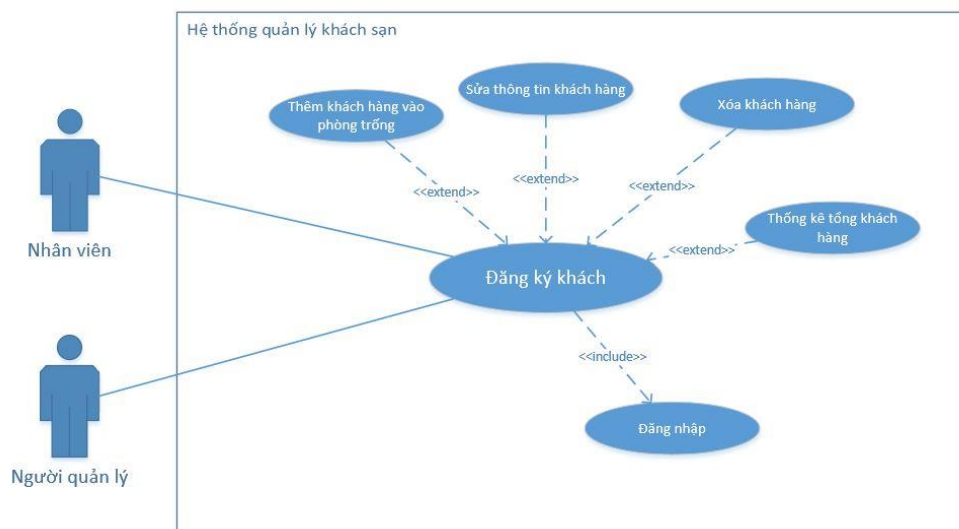 Hệ thống quản lý khách sạn
Sửa thông tin khách hàng
Thêm khách hàng vào
phòng trống
Xóa khách hàng
<<extend>>
<<extend>>
<<extend>>
Thống kê tổng khách
hàng
<<extend>>
Nhân viên
Đăng ký khách
<<include>>
Đăng nhập
Người quản lý